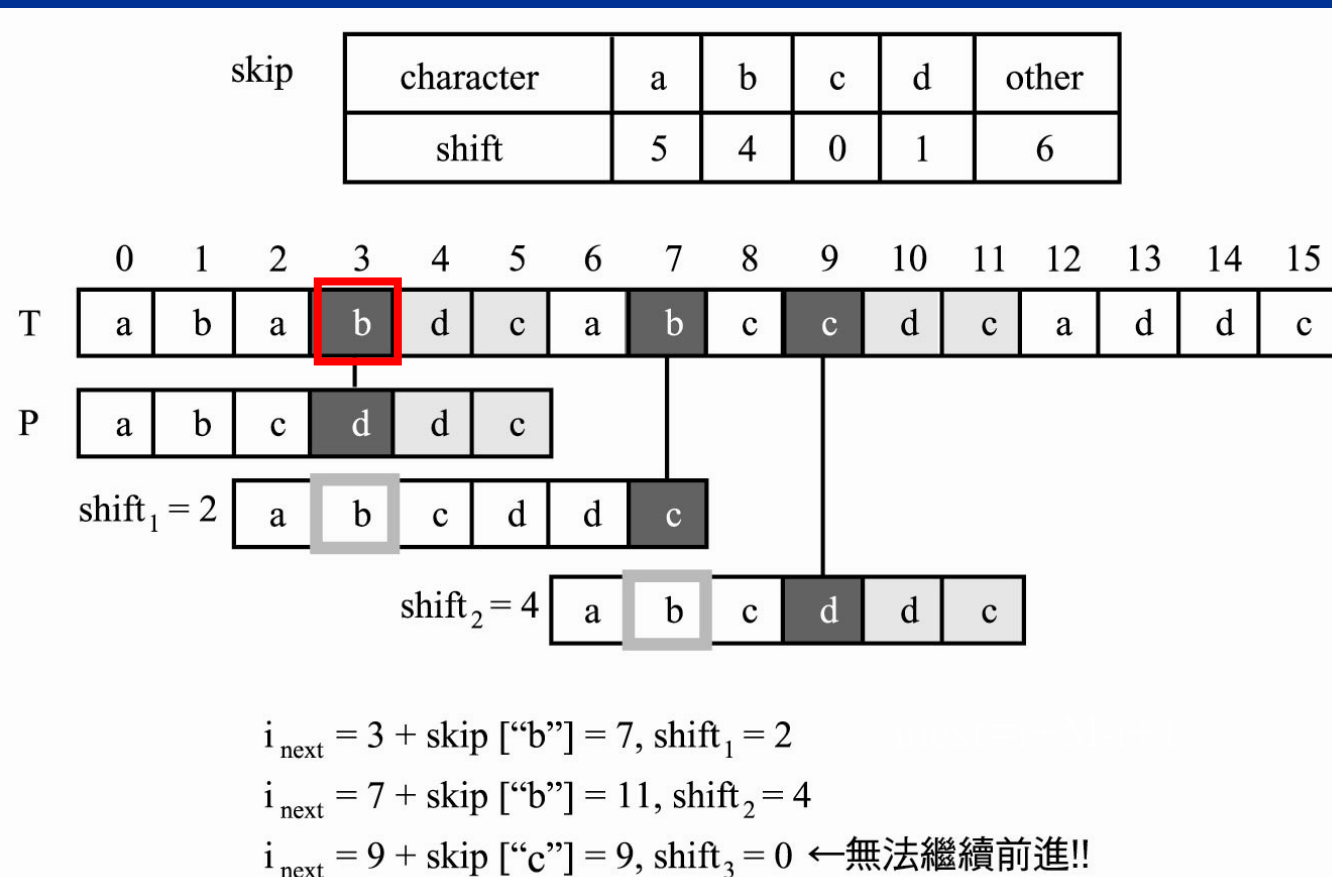 skip character a b c d other
shift 5 4 0 1 6
0 1 2 3 4 5 6 7 8 9 10 11 12 13 14 15
T a b a b d c a b c c d c a d d c
P a b c d d c
shift1 = 2 a b c d d c
shift2 = 4 a b c d d c
i next = 3 + skip [“b”] = 7, shift1 = 2
i next = 7 + skip [“b”] = 11, shift2 = 4
i next = 9 + skip [“c”] = 9, shift3 = 0 ←無法繼續前進!!